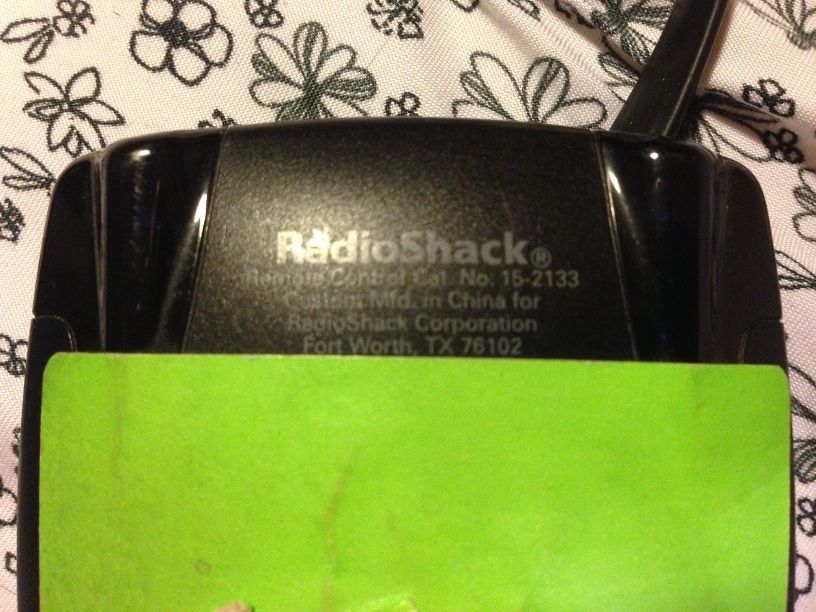 RadioShack®
Remote Control Cat. No. 15-2133
Custom Mfd. in China for
RadioShack Corporation
Fort Worth, TX 76102